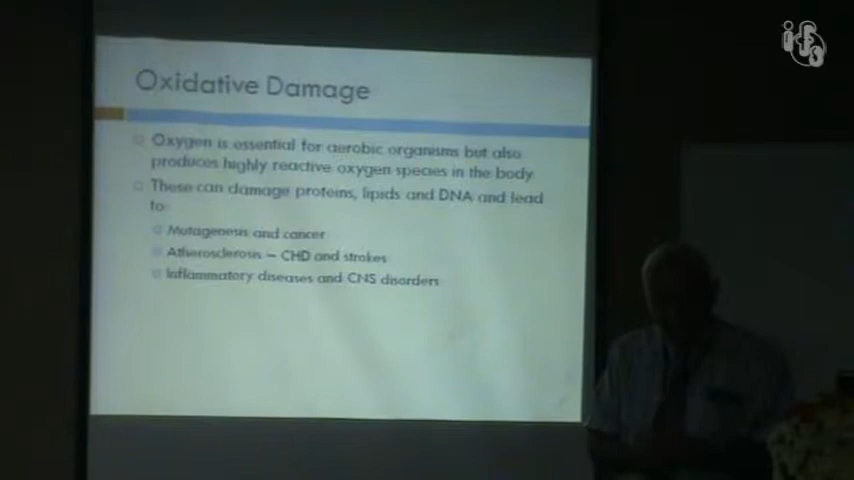 Oxidative Damage
Oxygen is essential for aerobic organisms but also
produces highly reactive oxygen species in the body
These can damage proteins, lipids and DNA and lead
to:
Mutagenesis and cancer
Atherosclerosis – CHD and strokes
Inflammatory diseases and CNS disorders